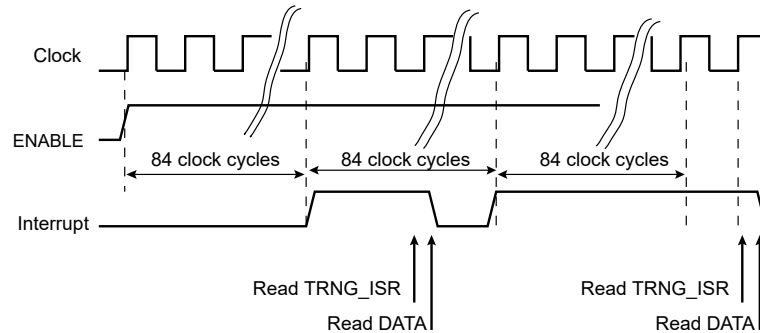 Clock
ENABLE
84 clock cycles 84 clock cycles 84 clock cycles
Interrupt
Read TRNG_ISR Read TRNG_ISR
Read DATA Read DATA